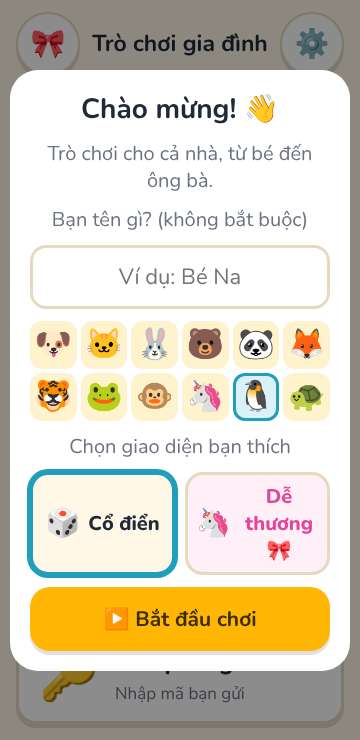 Trò chơi gia đình
Chào mừng! 👋
Trò chơi cho cả nhà, từ bé đến
ông bà.
Bạn tên gì? (không bắt buộc)
Ví dụ: Bé Na
Chọn giao diện bạn thích
Cổ điển
Dễ
thương
🎀
▶️ Bắt đầu chơi
Nhập mã bạn gửi